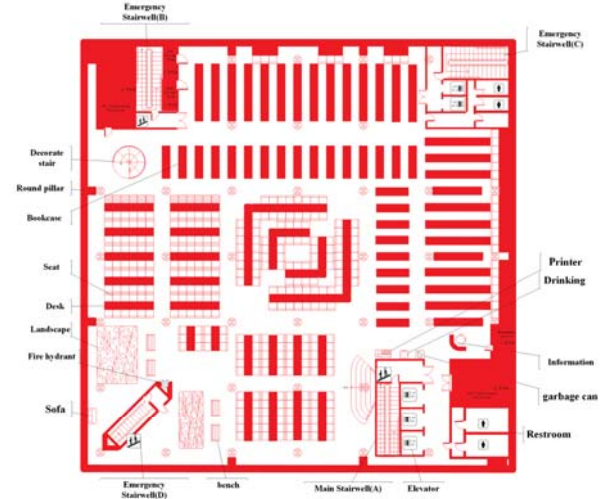 Emergency
Stairwell(B)
Emergency
Stairwell(C)
Decorate
stair
Round pillar
Bookcase
Seat
Desk
Landscape
Fire hydrant
Sofa
Emergency
Stairwell(D)
bench
Main Stairwell(A)
Elevator
Printer
Drinking
Information
garbage can
Restroom